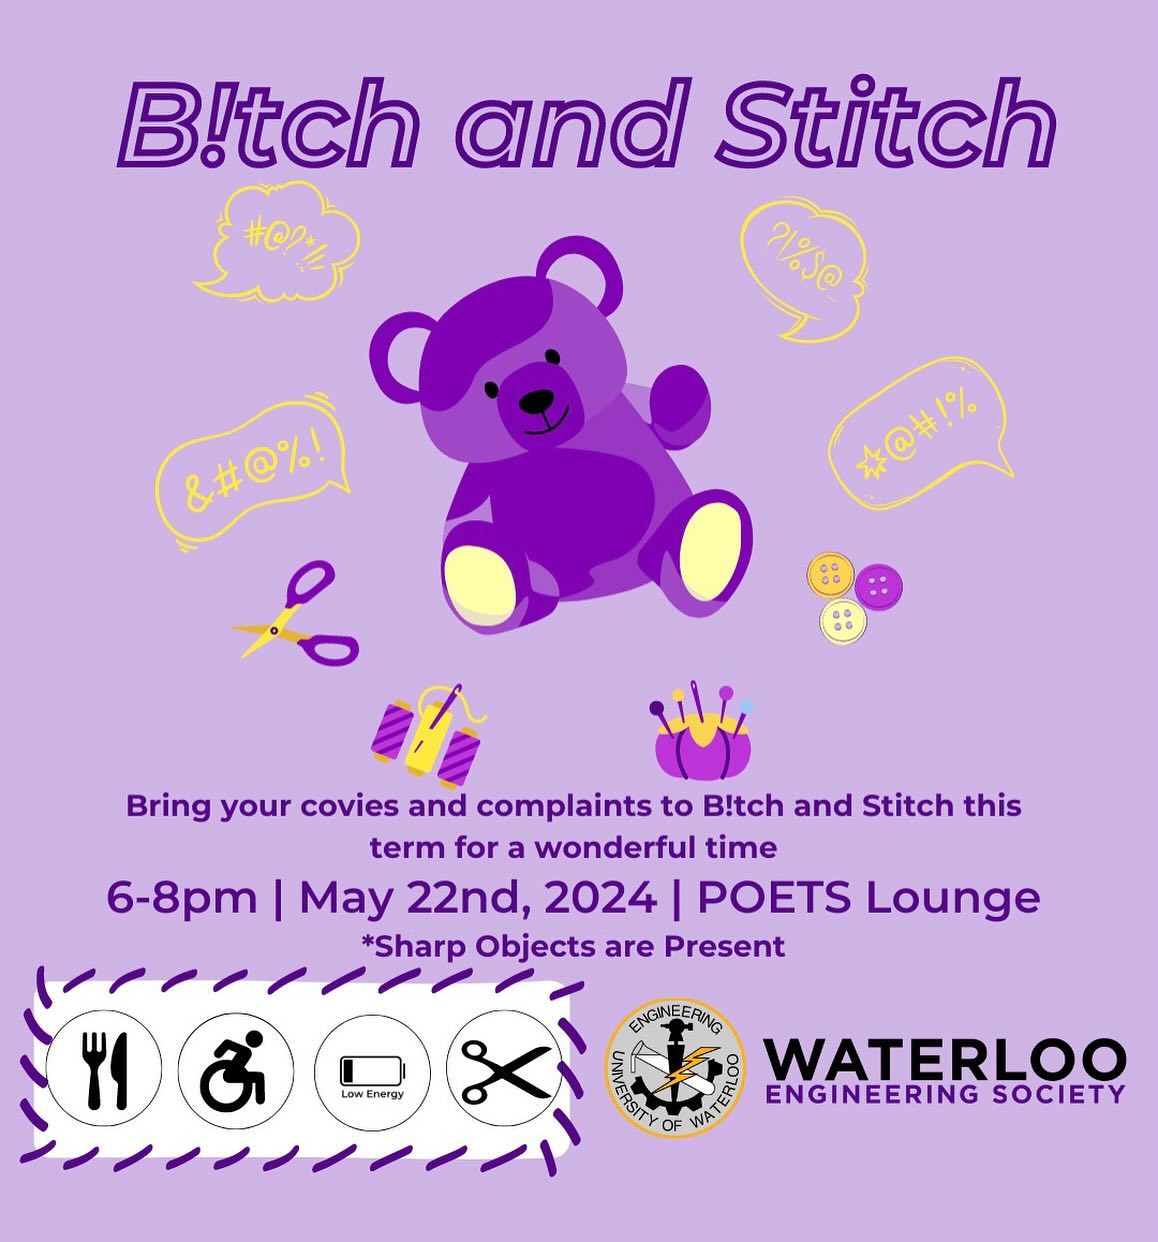 B!tch and Stitch
#@?*!!
?!%$@...
&#@%!
*@#!%
Bring your covies and complaints to B!tch and Stitch this
term for a wonderful time
6-8pm | May 22nd, 2024 | POETS Lounge
*Sharp Objects are Present
Low Energy
ENGINEERING
UNIVERSITY OF WATERLOO
WATERLOO
ENGINEERING SOCIETY